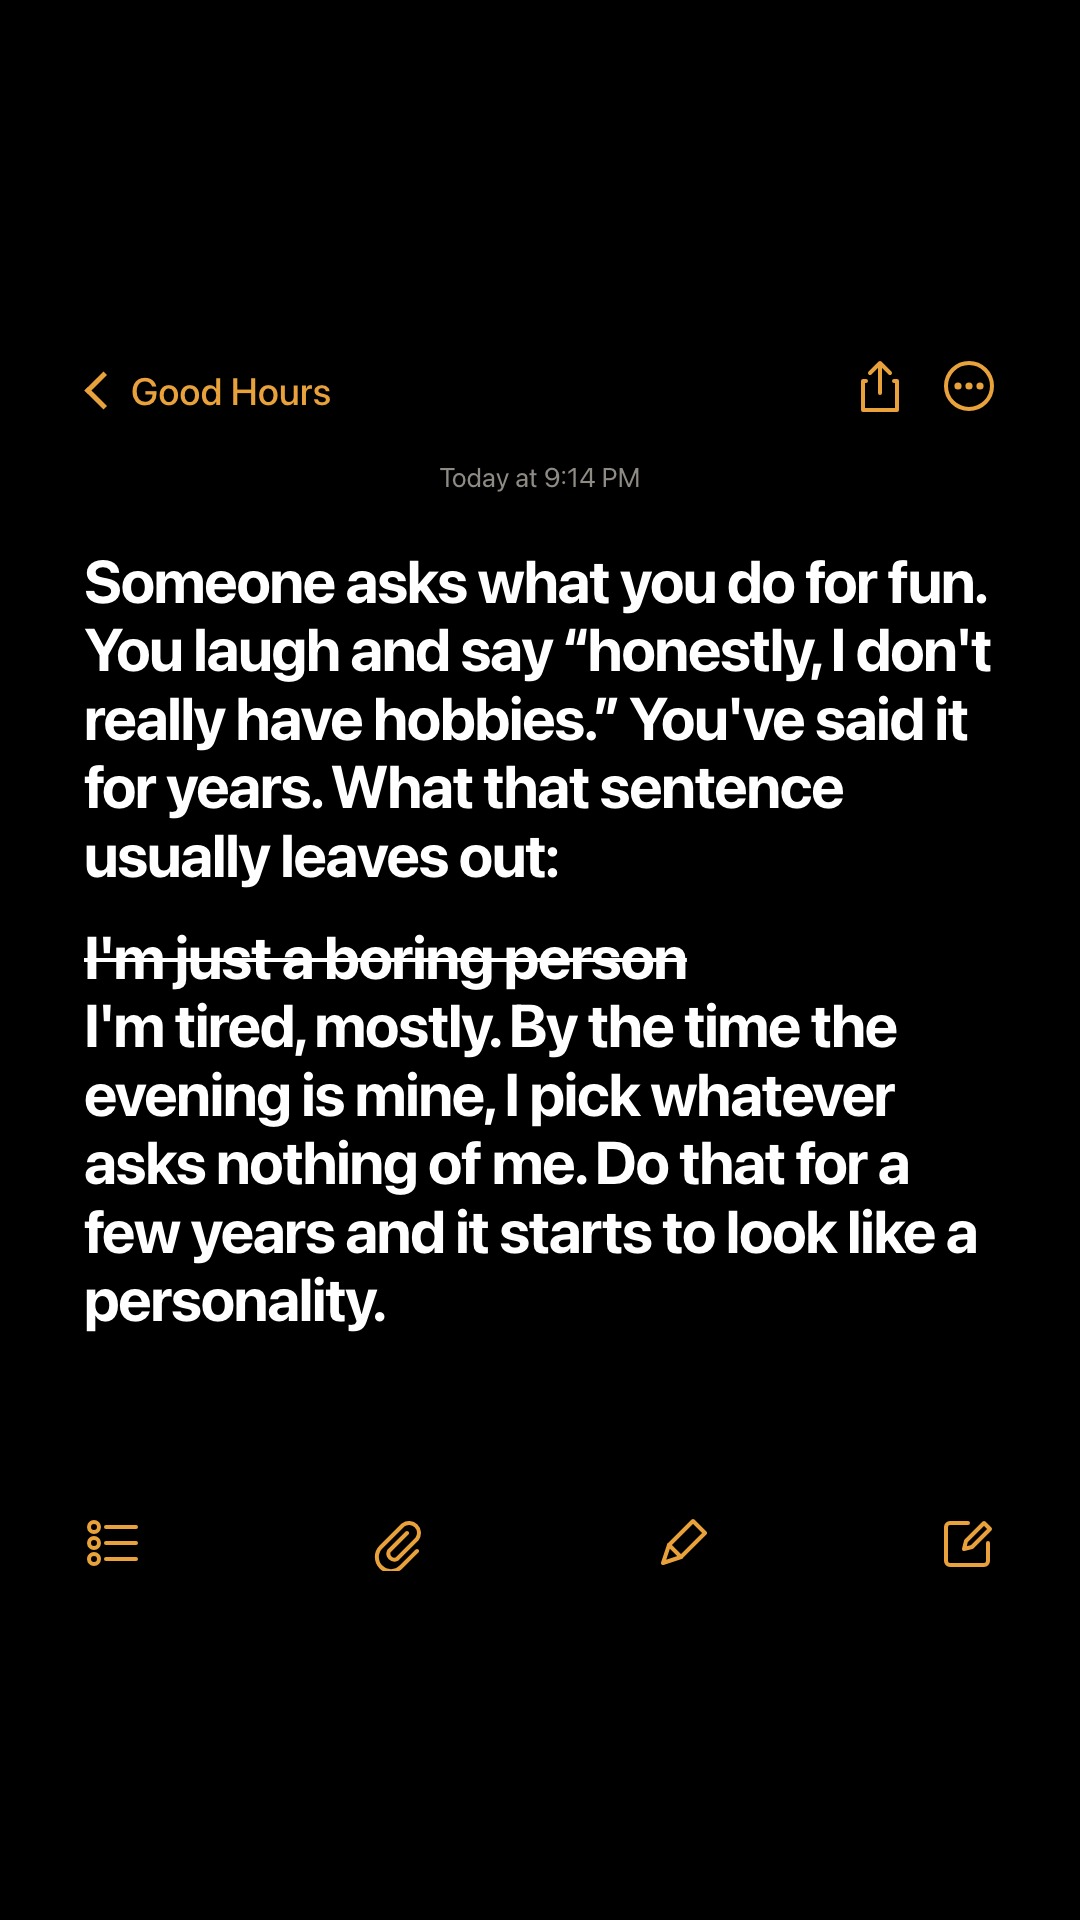 Good Hours
Today at 9:14 PM
Someone asks what you do for fun.
You laugh and say “honestly, I don't
really have hobbies.” You've said it
for years. What that sentence
usually leaves out:
I'm just a boring person
I'm tired, mostly. By the time the
evening is mine, I pick whatever
asks nothing of me. Do that for a
few years and it starts to look like a
personality.